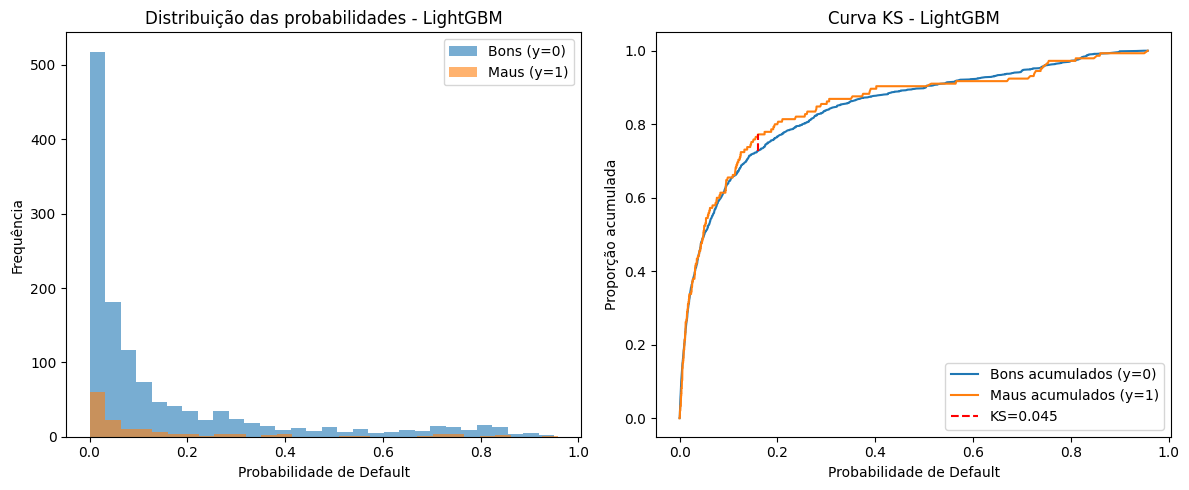 Distribuição das probabilidades - LightGBM
Bons (y=0)
Maus (y=1)
Frequência
500
400
300
200
100
0
0.0 0.2 0.4 0.6 0.8 1.0
Probabilidade de Default
Curva KS - LightGBM
Proporção acumulada
1.0
0.8
0.6
0.4
0.2
0.0
Bons acumulados (y=0)
Maus acumulados (y=1)
KS=0.045
0.0 0.2 0.4 0.6 0.8 1.0
Probabilidade de Default